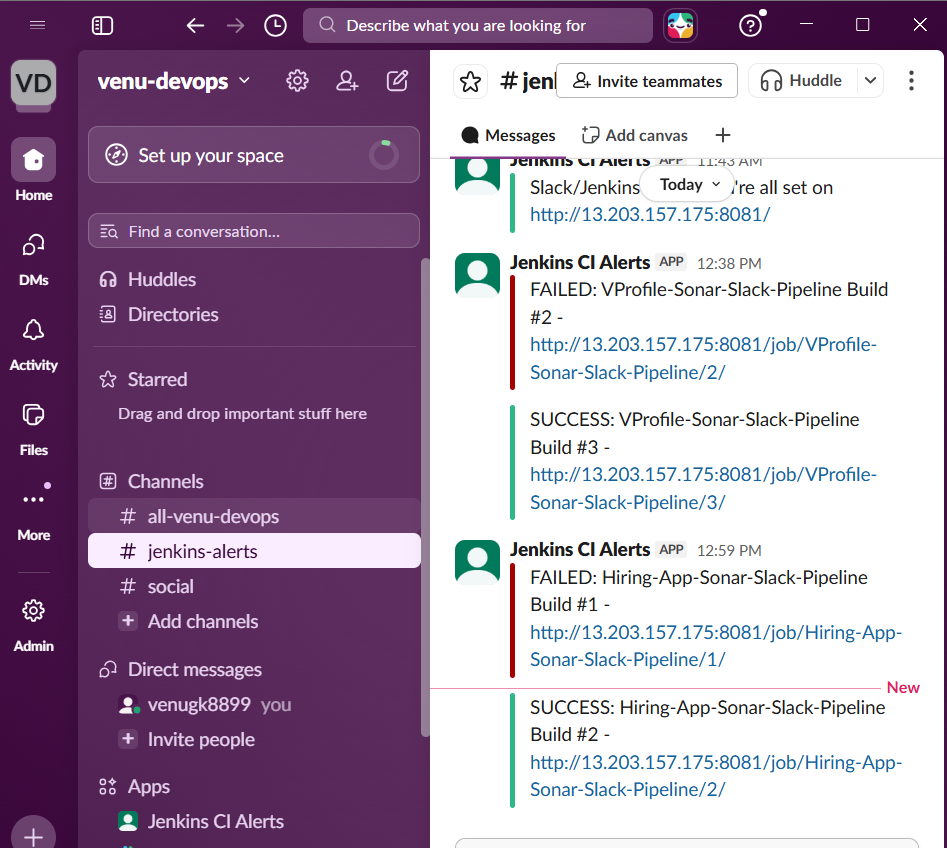 Describe what you are looking for
VD
Home
DMs
Activity
Files
More
Admin
venu-devops
Set up your space
Find a conversation...
Huddles
Directories
Starred
Drag and drop important stuff here
Channels
# all-venu-devops
# jenkins-alerts
# social
+ Add channels
Direct messages
venugk8899 you
+ Invite people
Apps
Jenkins CI Alerts
# jen
Invite teammates
Huddle
Messages
Add canvas
Jenkins CI Alerts APP 11:43 AM
Today
Slack/Jenkins 're all set on
http://13.203.157.175:8081/
Jenkins CI Alerts APP 12:38 PM
FAILED: VProfile-Sonar-Slack-Pipeline Build
#2 -
http://13.203.157.175:8081/job/VProfile-
Sonar-Slack-Pipeline/2/
SUCCESS: VProfile-Sonar-Slack-Pipeline
Build #3 -
http://13.203.157.175:8081/job/VProfile-
Sonar-Slack-Pipeline/3/
Jenkins CI Alerts APP 12:59 PM
FAILED: Hiring-App-Sonar-Slack-Pipeline
Build #1 -
http://13.203.157.175:8081/job/Hiring-App-
Sonar-Slack-Pipeline/1/
New
SUCCESS: Hiring-App-Sonar-Slack-Pipeline
Build #2 -
http://13.203.157.175:8081/job/Hiring-App-
Sonar-Slack-Pipeline/2/